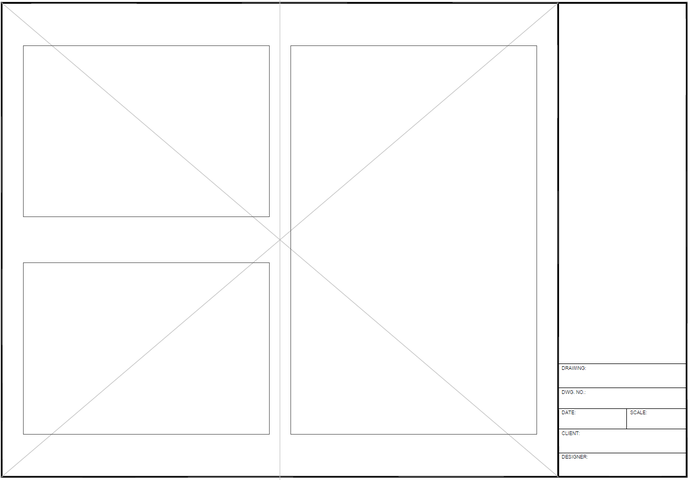 DRAWING:
DWG. NO.:
DATE: SCALE:
CLIENT:
DESIGNER: